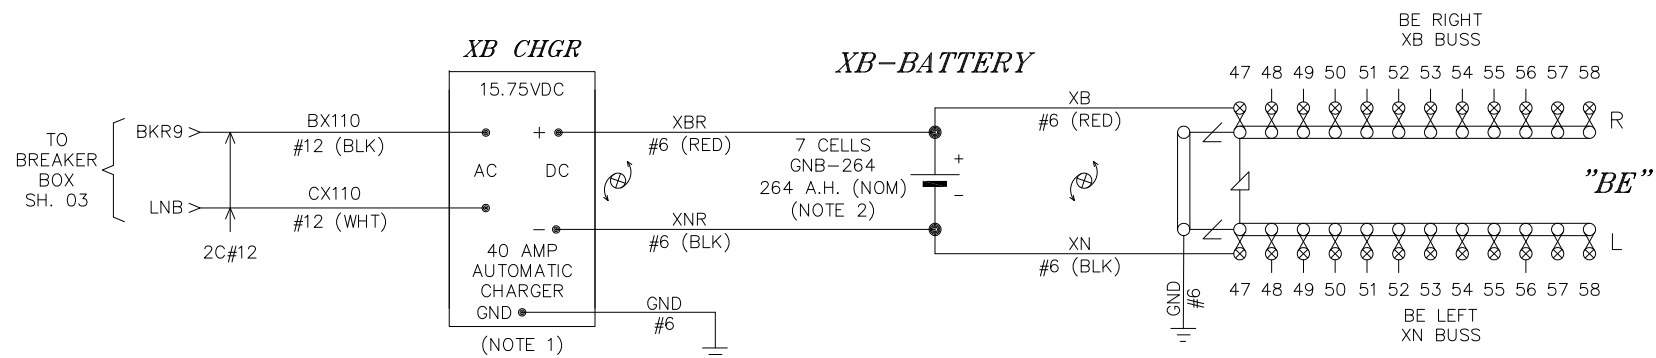 BE RIGHT
XB BUSS
XB CHGR
XB-BATTERY
47 48 49 50 51 52 53 54 55 56 57 58
15.75VDC
TO
BREAKER
BOX
SH. 03
BKR9
BX110
#12 (BLK)
+
AC
DC
XBR
#6 (RED)
7 CELLS
GNB-264
264 A.H. (NOM)
(NOTE 2)
+
-
XB
#6 (RED)
R
"BE"
LNB
CX110
#12 (WHT)
2C#12
-
XNR
#6 (BLK)
XN
#6 (BLK)
L
40 AMP
AUTOMATIC
CHARGER
GND
GND
#6
(NOTE 1)
GND
#6
47 48 49 50 51 52 53 54 55 56 57 58
BE LEFT
XN BUSS